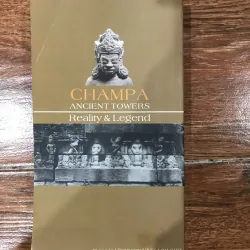 CHAMPA
ANCIENT TOWERS
Reality & Legend